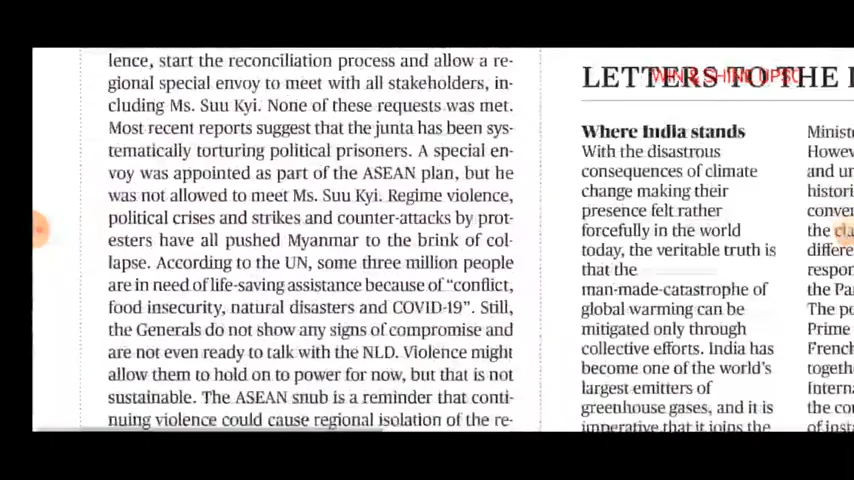 lence, start the reconciliation process and allow a re-
gional special envoy to meet with all stakeholders, in-
cluding Ms. Suu Kyi. None of these requests was met.
Most recent reports suggest that the junta has been sys-
tematically torturing political prisoners. A special en-
voy was appointed as part of the ASEAN plan, but he
was not allowed to meet Ms. Suu Kyi. Regime violence,
political crises and strikes and counter-attacks by prot-
esters have all pushed Myanmar to the brink of col-
lapse. According to the UN, some three million people
are in need of life-saving assistance because of “conflict,
food insecurity, natural disasters and COVID-19”. Still,
the Generals do not show any signs of compromise and
are not even ready to talk with the NLD. Violence might
allow them to hold on to power for now, but that is not
sustainable. The ASEAN snub is a reminder that conti-
nuing violence could cause regional isolation of the re-
LETTERS TO THE
WIN & SHINE UPSC
Where India stands
With the disastrous
consequences of climate
change making their
presence felt rather
forcefully in the world
today, the veritable truth is
that the
man-made-catastrophe of
global warming can be
mitigated only through
collective efforts. India has
become one of the world's
largest emitters of
greenhouse gases, and it is
imperative that it joins the
Ministe
Howev
and un
histori
conver
the cla
differe
respon
the Pa
The po
Prime
French
togeth
Interna
the co
of inst